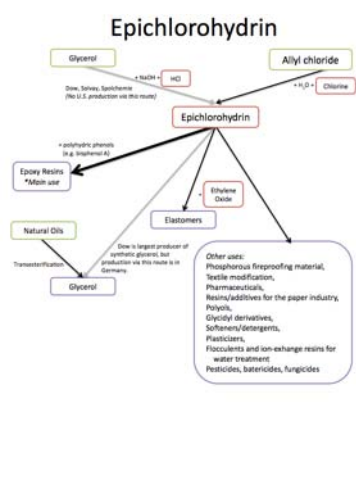 Epichlorohydrin
Glycerol
Allyl chloride
+ NaOH +
HCl
+ H₂O +
Chlorine
Dow, Solvay, Spolchemie
(No U.S. production via this route)
Epichlorohydrin
+ polyhydric phenols
(e.g. bisphenol A)
Epoxy Resins
*Main use
+
Ethylene
Oxide
Elastomers
Natural Oils
Transesterification
Dow is largest producer of
synthetic glycerol, but
production via this route is in
Germany.
Glycerol
Other uses:
Phosphorous fireproofing material,
Textile modification,
Pharmaceuticals,
Resins/additives for the paper industry,
Polyols,
Glycidyl derivatives,
Softeners/detergents,
Plasticizers,
Flocculents and ion-exhange resins for
water treatment
Pesticides, batericides, fungicides